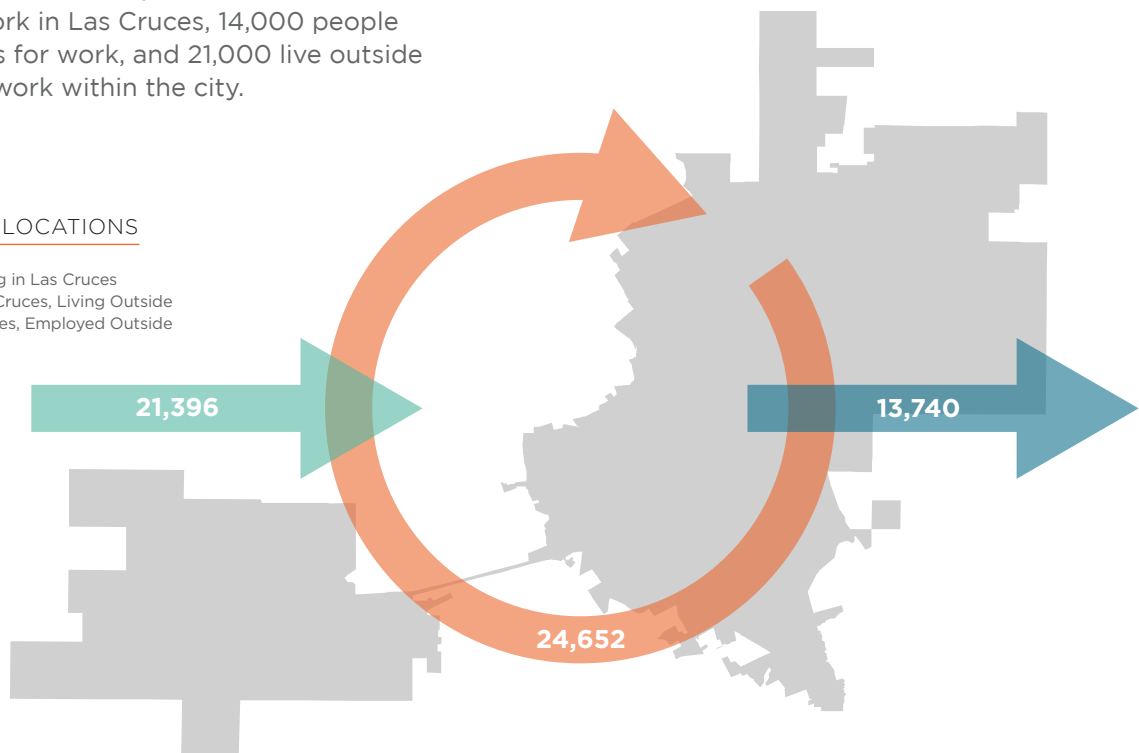 rk in Las Cruces, 14,000 people
s for work, and 21,000 live outside
work within the city.
LOCATIONS
g in Las Cruces
Cruces, Living Outside
es, Employed Outside
21,396
13,740
24,652